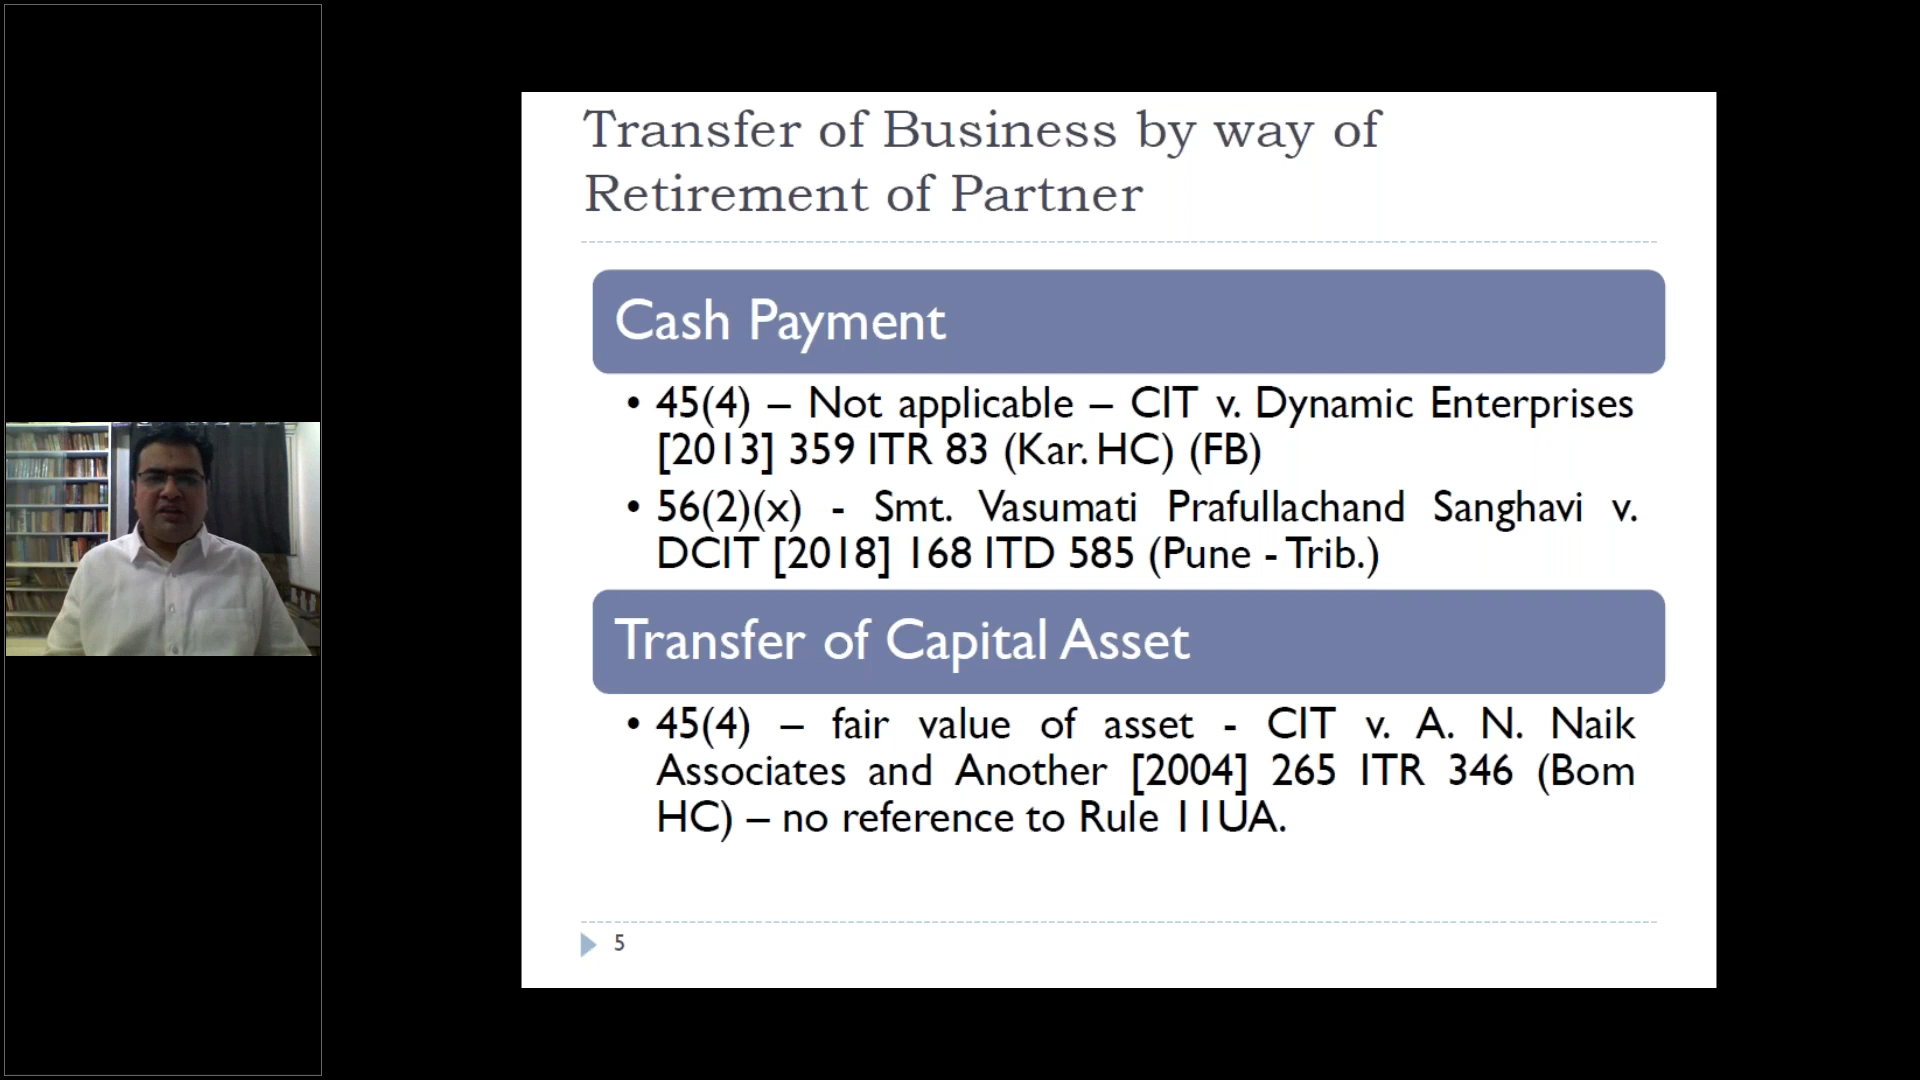 Transfer of Business by way of
Retirement of Partner
Cash Payment
• 45(4) – Not applicable – CIT v. Dynamic Enterprises
[2013] 359 ITR 83 (Kar. HC) (FB)
• 56(2)(x) - Smt. Vasumati Prafullachand Sanghavi v.
DCIT [2018] 168 ITD 585 (Pune - Trib.)
Transfer of Capital Asset
• 45(4) – fair value of asset - CIT v. A. N. Naik
Associates and Another [2004] 265 ITR 346 (Bom
HC) – no reference to Rule 11UA.
5